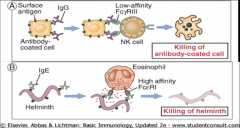 A
Surface
antigen
IgG
Low-affinity
FcγRIII
Antibody-
coated cell
NK cell
Killing of
antibody-coated cell
B
IgE
Helminth
Eosinophil
High affinity
FcεRI
Killing of helminth
© Elsevier. Abbas & Lichtman: Basic Immunology, Updated 2e - www.studentconsult.com